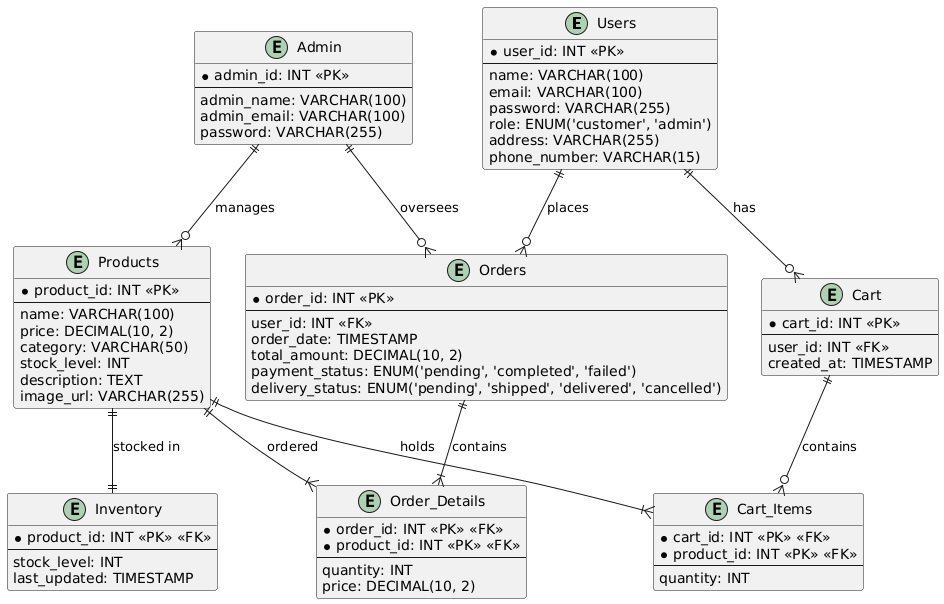 E Admin
* admin_id: INT «PK»
admin_name: VARCHAR(100)
admin_email: VARCHAR(100)
password: VARCHAR(255)
E Users
* user_id: INT «PK»
name: VARCHAR(100)
email: VARCHAR(100)
password: VARCHAR(255)
role: ENUM('customer', 'admin')
address: VARCHAR(255)
phone_number: VARCHAR(15)
manages
oversees
places
has
E Products
* product_id: INT «PK»
name: VARCHAR(100)
price: DECIMAL(10, 2)
category: VARCHAR(50)
stock_level: INT
description: TEXT
image_url: VARCHAR(255)
E Orders
* order_id: INT «PK»
user_id: INT «FK»
order_date: TIMESTAMP
total_amount: DECIMAL(10, 2)
payment_status: ENUM('pending', 'completed', 'failed')
delivery_status: ENUM('pending', 'shipped', 'delivered', 'cancelled')
E Cart
* cart_id: INT «PK»
user_id: INT «FK»
created_at: TIMESTAMP
stocked in
ordered
holds
contains
contains
E Inventory
* product_id: INT «PK» «FK»
stock_level: INT
last_updated: TIMESTAMP
E Order_Details
* order_id: INT «PK» «FK»
* product_id: INT «PK» «FK»
quantity: INT
price: DECIMAL(10, 2)
E Cart_Items
* cart_id: INT «PK» «FK»
* product_id: INT «PK» «FK»
quantity: INT